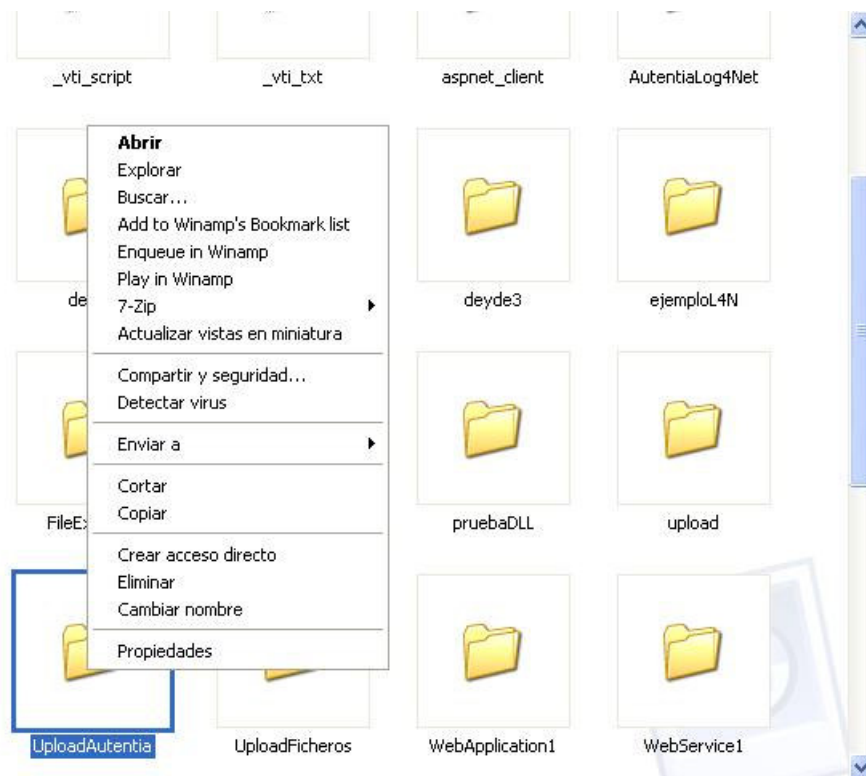 _vti_script
_vti_txt
aspnet_client
AutentiaLog4Net
Abrir
Explorar
Buscar...
Add to Winamp's Bookmark list
Enqueue in Winamp
Play in Winamp
7-Zip
Actualizar vistas en miniatura
Compartir y seguridad...
Detectar virus
Enviar a
Cortar
Copiar
Crear acceso directo
Eliminar
Cambiar nombre
Propiedades
de
deyde3
ejemploL4N
FileE
pruebaDLL
upload
UploadAutentia
UploadFicheros
WebApplication1
WebService1